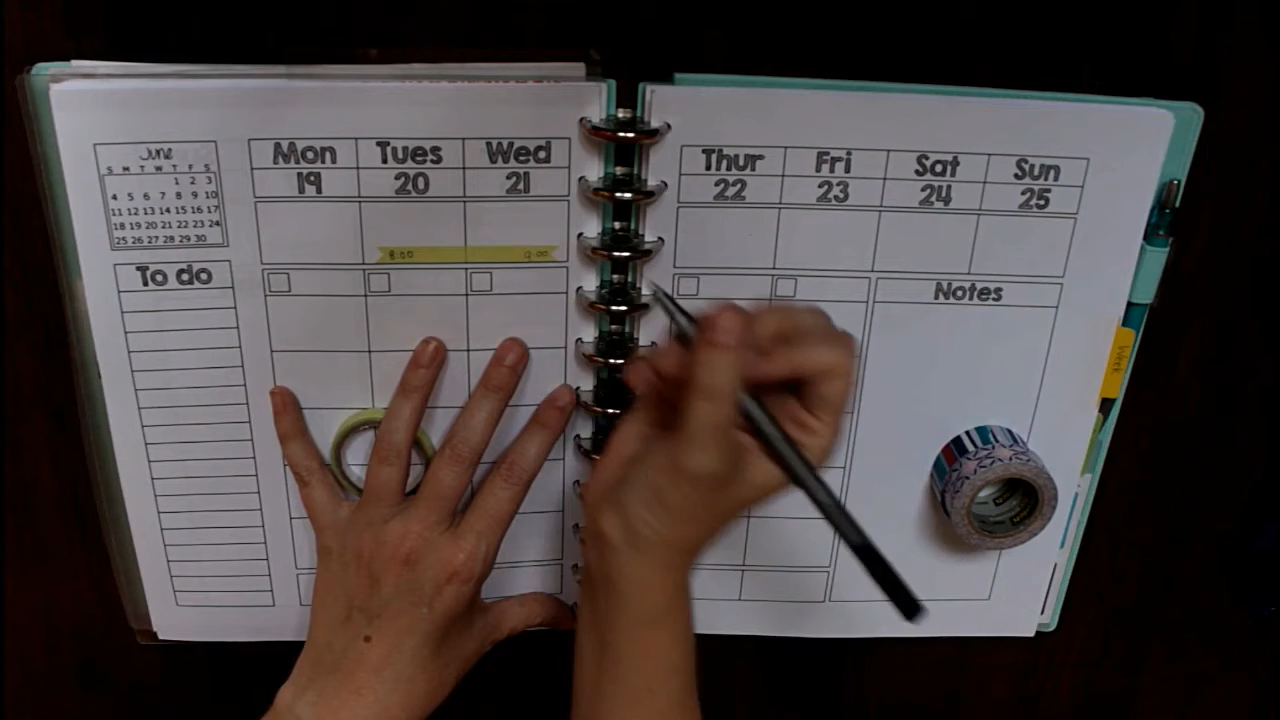 June
S M T W T F S
1 2 3
4 5 6 7 8 9 10
11 12 13 14 15 16 17
18 19 20 21 22 23 24
25 26 27 28 29 30
To do
Mon Tues Wed
19 20 21
8:00 9:00
Thur Fri Sat Sun
22 23 24 25
Notes
Week